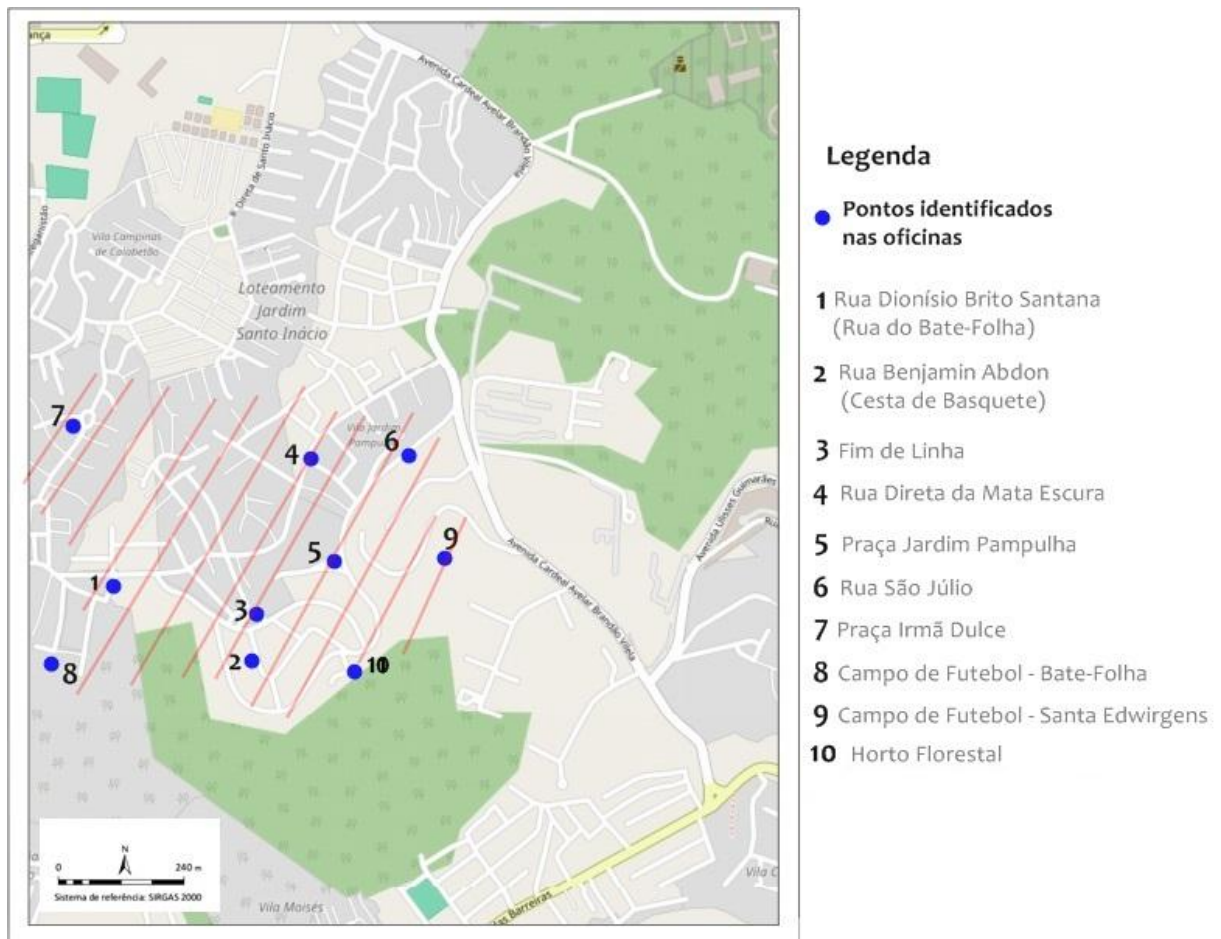 ança
Avenida Cardeal Avelar Brandão Vilela
R. Direta de Santo Inácio
Vila Campinas
de Calabetão
Loteamento
Jardim
Santo Inácio
Vila Jardim
Pampulha
7
4
6
5
9
1
3
2
10
8
Avenida Ulisses Guimarães
Rua
Avenida Cardeal Avelar Brandão Vilela
N
0 240 m
Sistema de referência: SIRGAS 2000
Vila Moisés
das Barreiras
Vila C
Legenda
Pontos identificados
nas oficinas
1 Rua Dionísio Brito Santana
(Rua do Bate-Folha)
2 Rua Benjamin Abdon
(Cesta de Basquete)
3 Fim de Linha
4 Rua Direta da Mata Escura
5 Praça Jardim Pampulha
6 Rua São Júlio
7 Praça Irmã Dulce
8 Campo de Futebol - Bate-Folha
9 Campo de Futebol - Santa Edwirgens
10 Horto Florestal